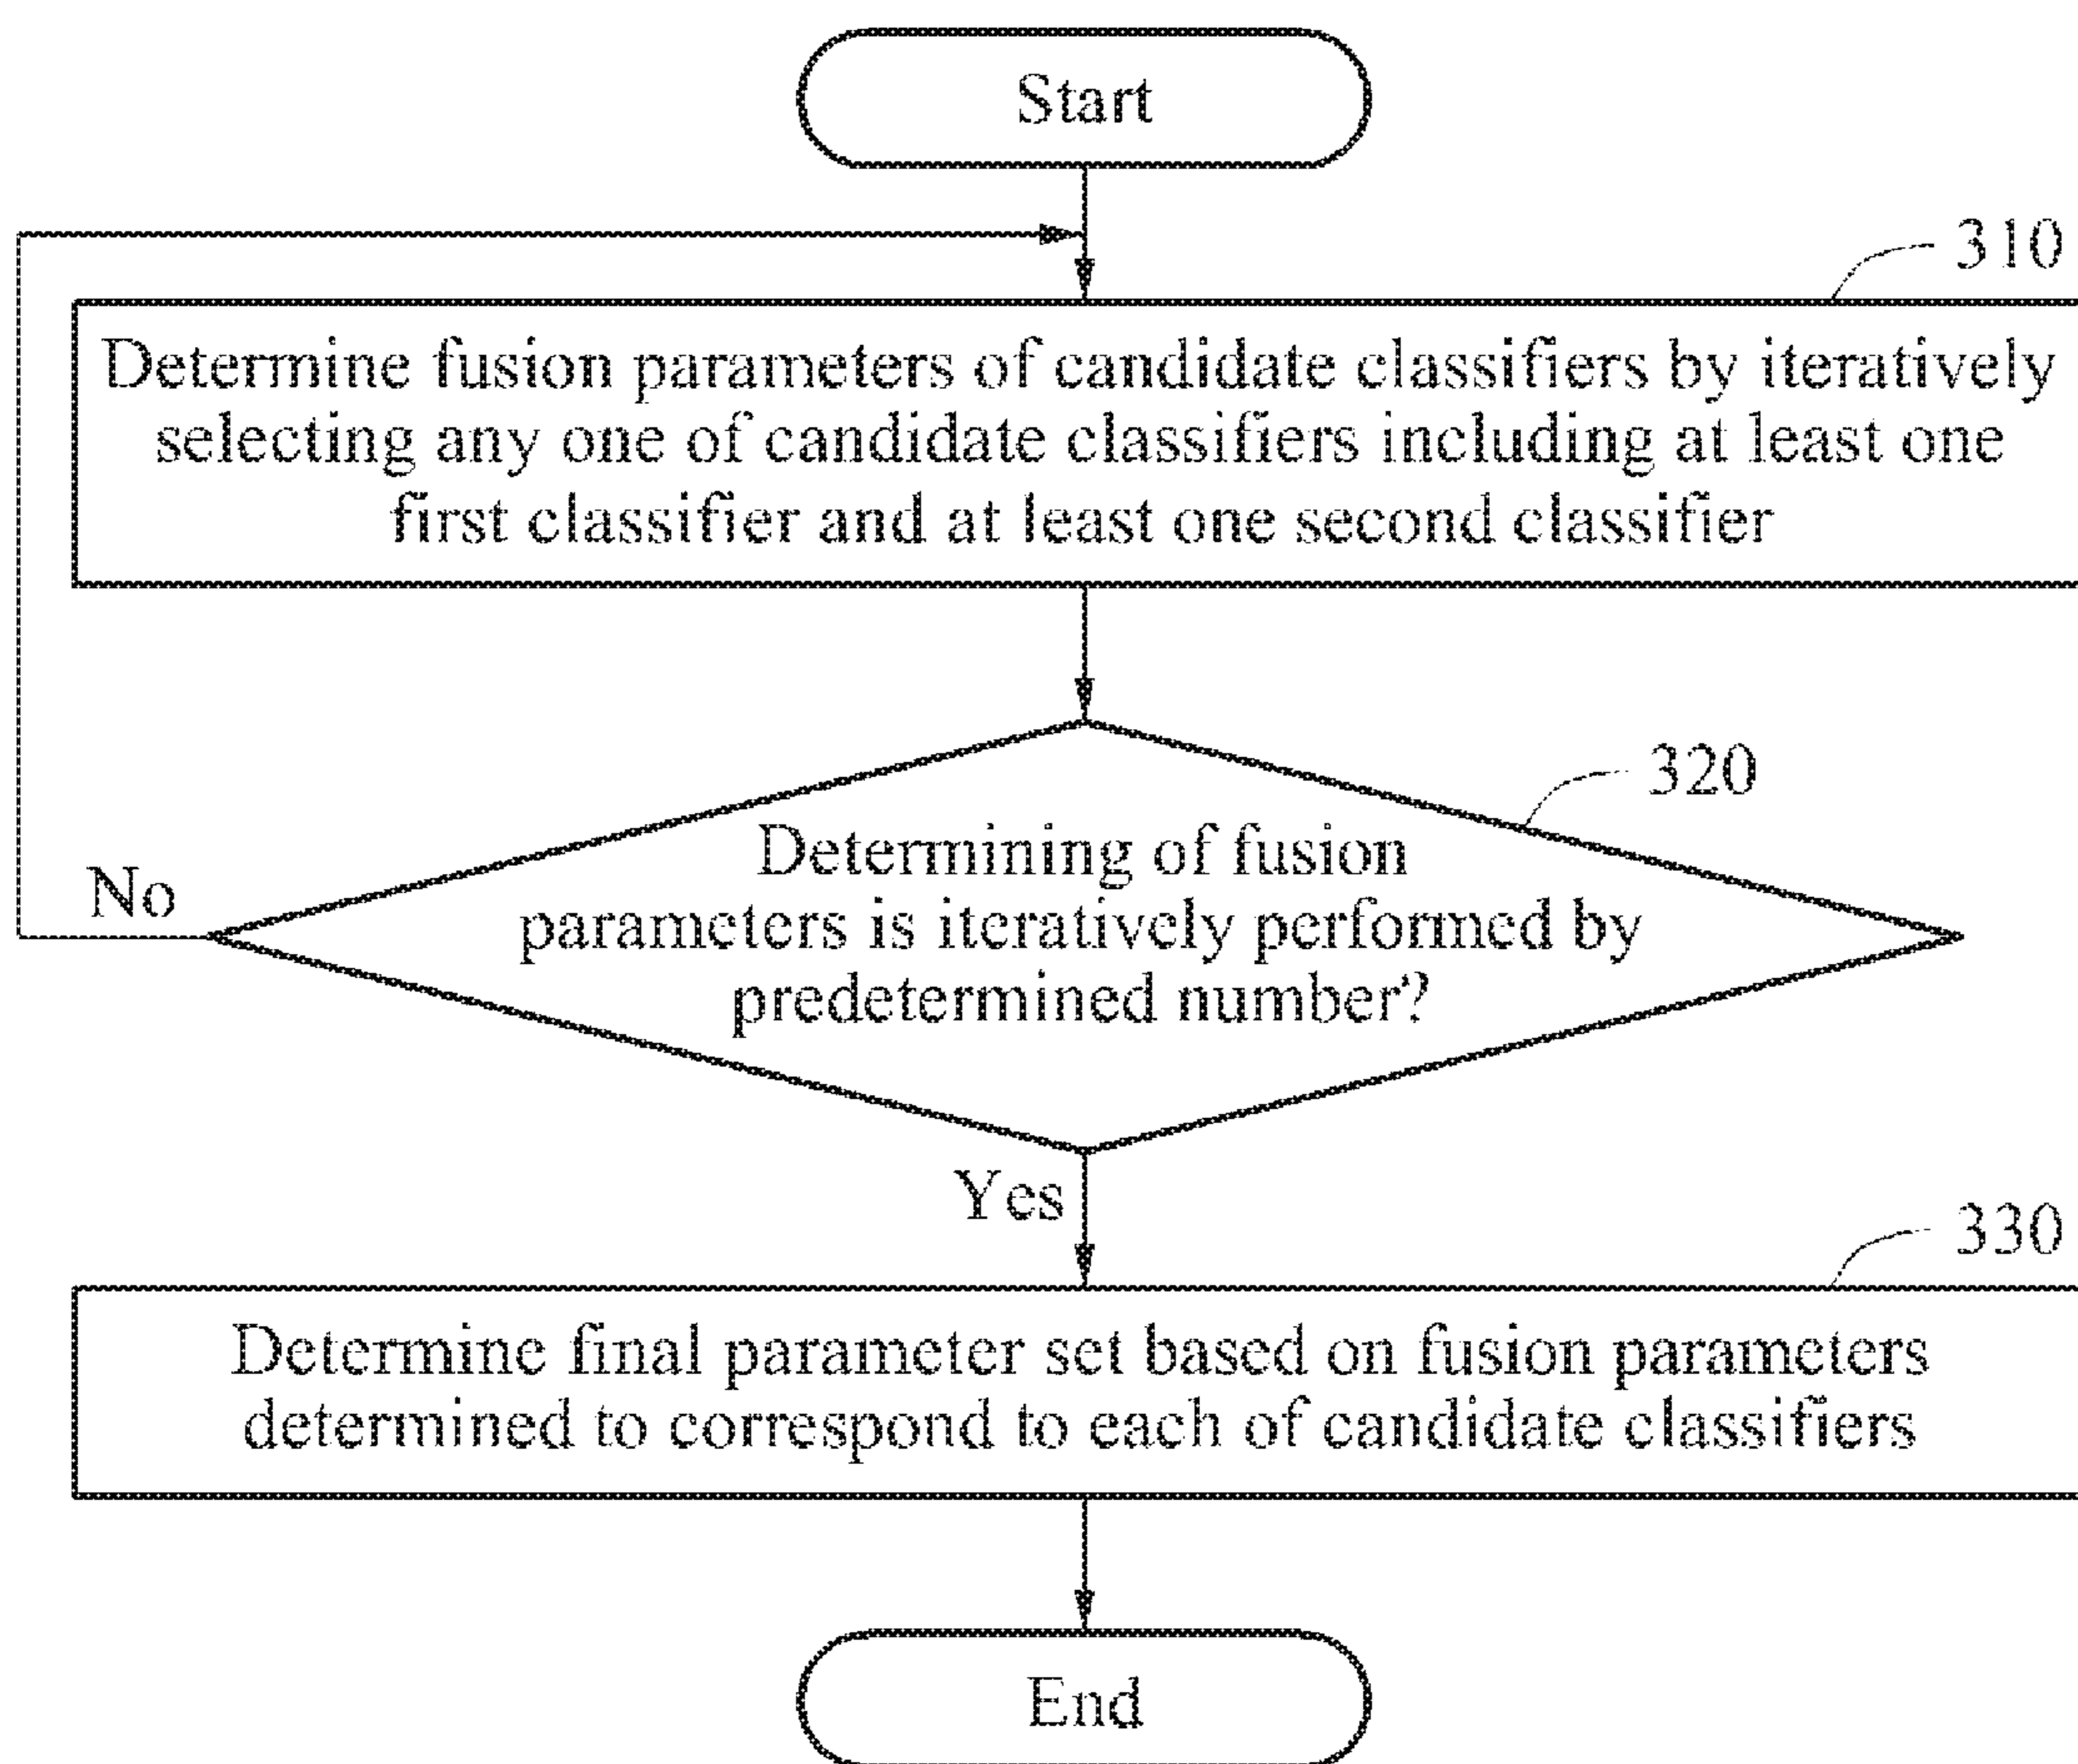 Start
310
Determine fusion parameters of candidate classifiers by iteratively
selecting any one of candidate classifiers including at least one
first classifier and at least one second classifier
320
Determining of fusion
parameters is iteratively performed by
predetermined number?
No
Yes
330
Determine final parameter set based on fusion parameters
determined to correspond to each of candidate classifiers
End